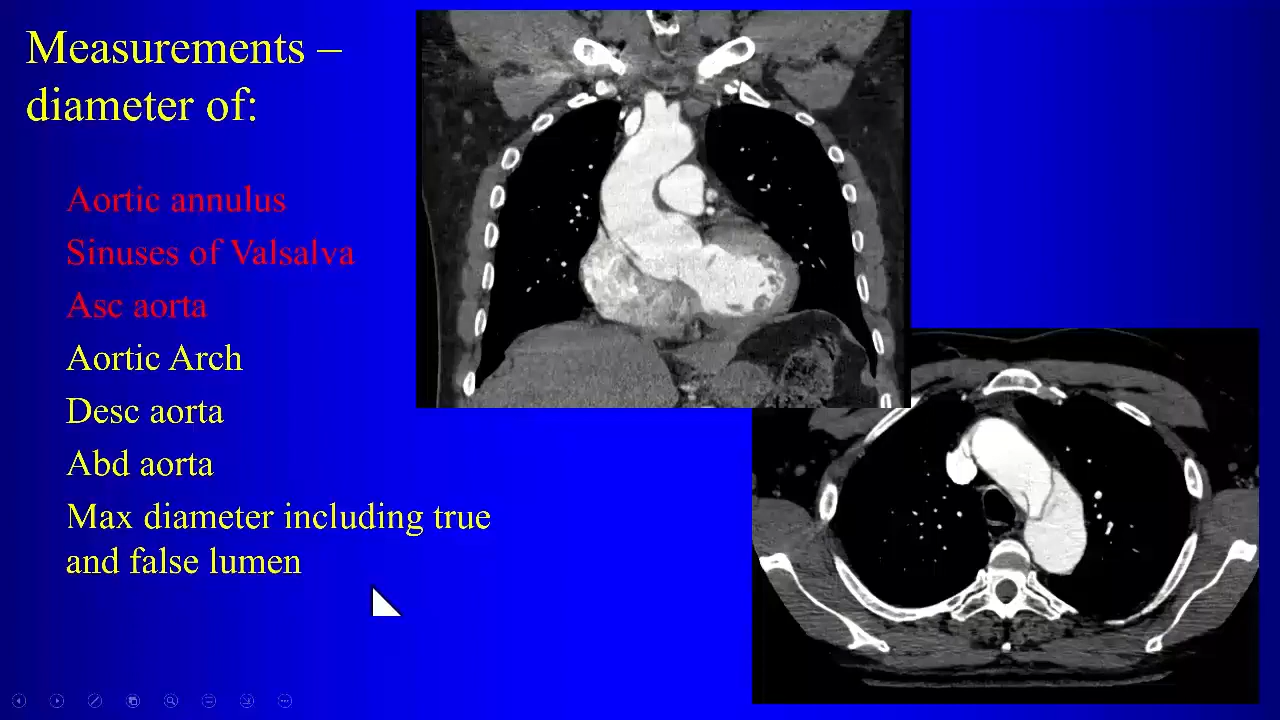 Measurements –
diameter of:
Aortic annulus
Sinuses of Valsalva
Asc aorta
Aortic Arch
Desc aorta
Abd aorta
Max diameter including true
and false lumen